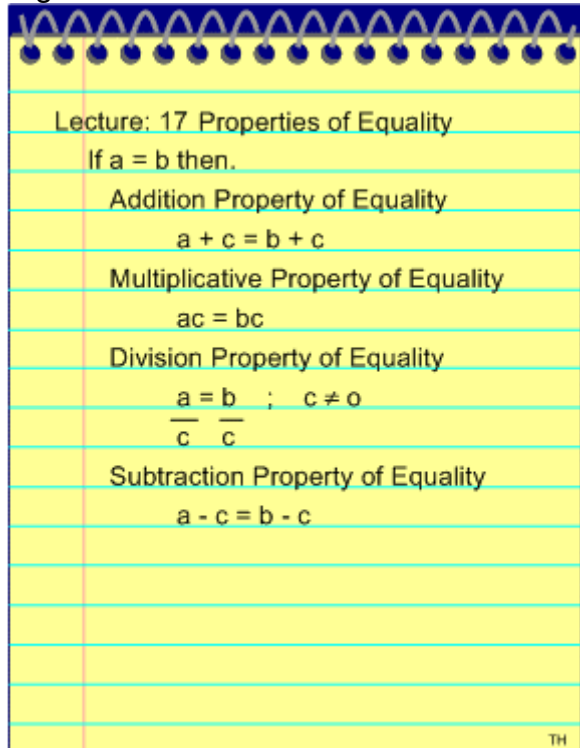 Lecture: 17 Properties of Equality
If a = b then.
Addition Property of Equality
a + c = b + c
Multiplicative Property of Equality
ac = bc
Division Property of Equality
a = b ; c ≠ o
c c
Subtraction Property of Equality
a - c = b - c
TH